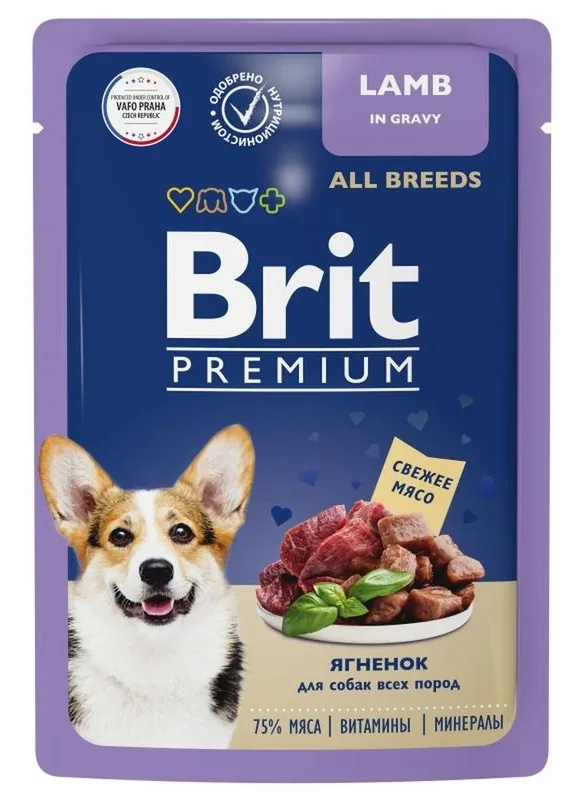 PRODUCED UNDER CONTROL OF
VAFO PRAHA
CZECH REPUBLIC
ОДОБРЕНО НУТРИЦИОНИСТОМ
LAMB
IN GRAVY
ALL BREEDS
Brit
PREMIUM
СВЕЖЕЕ
МЯСО
ЯГНЕНОК
для собак всех пород
75% МЯСА | ВИТАМИНЫ | МИНЕРАЛЫ